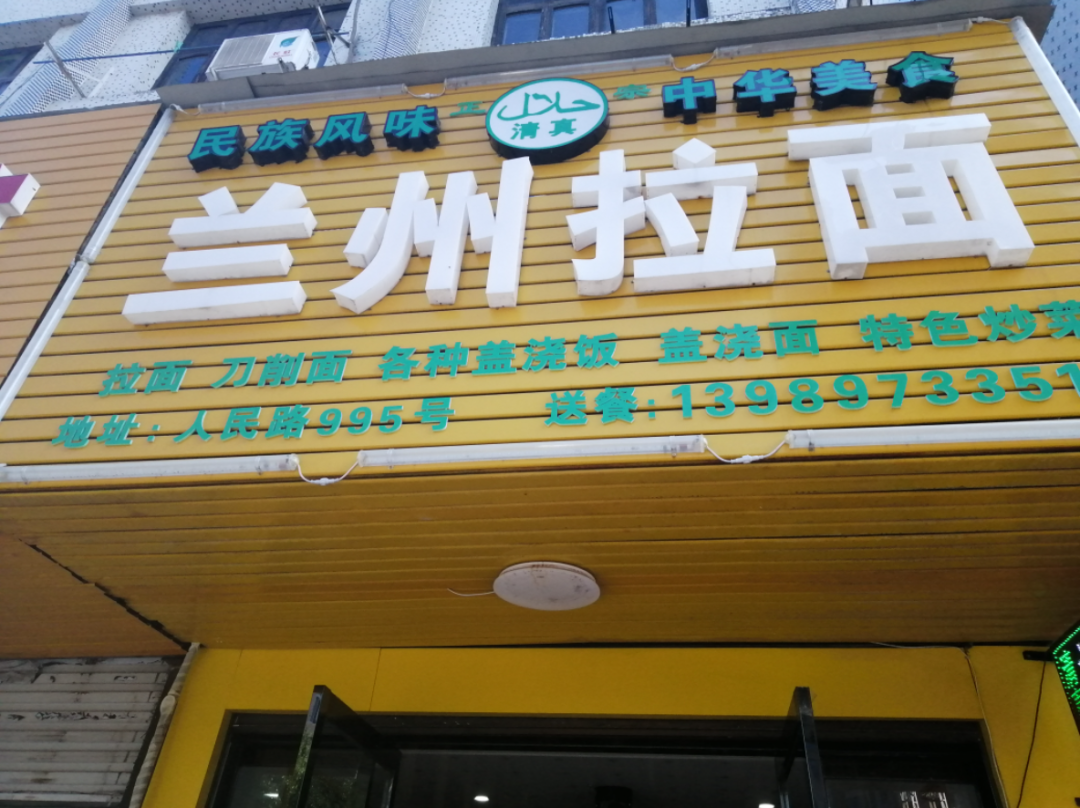 民族风味 正 حلال 宗 中华美食
清真
兰州拉面
拉面 刀削面 各种盖浇饭 盖浇面 特色炒菜
地址:人民路995号 送餐:1398973351